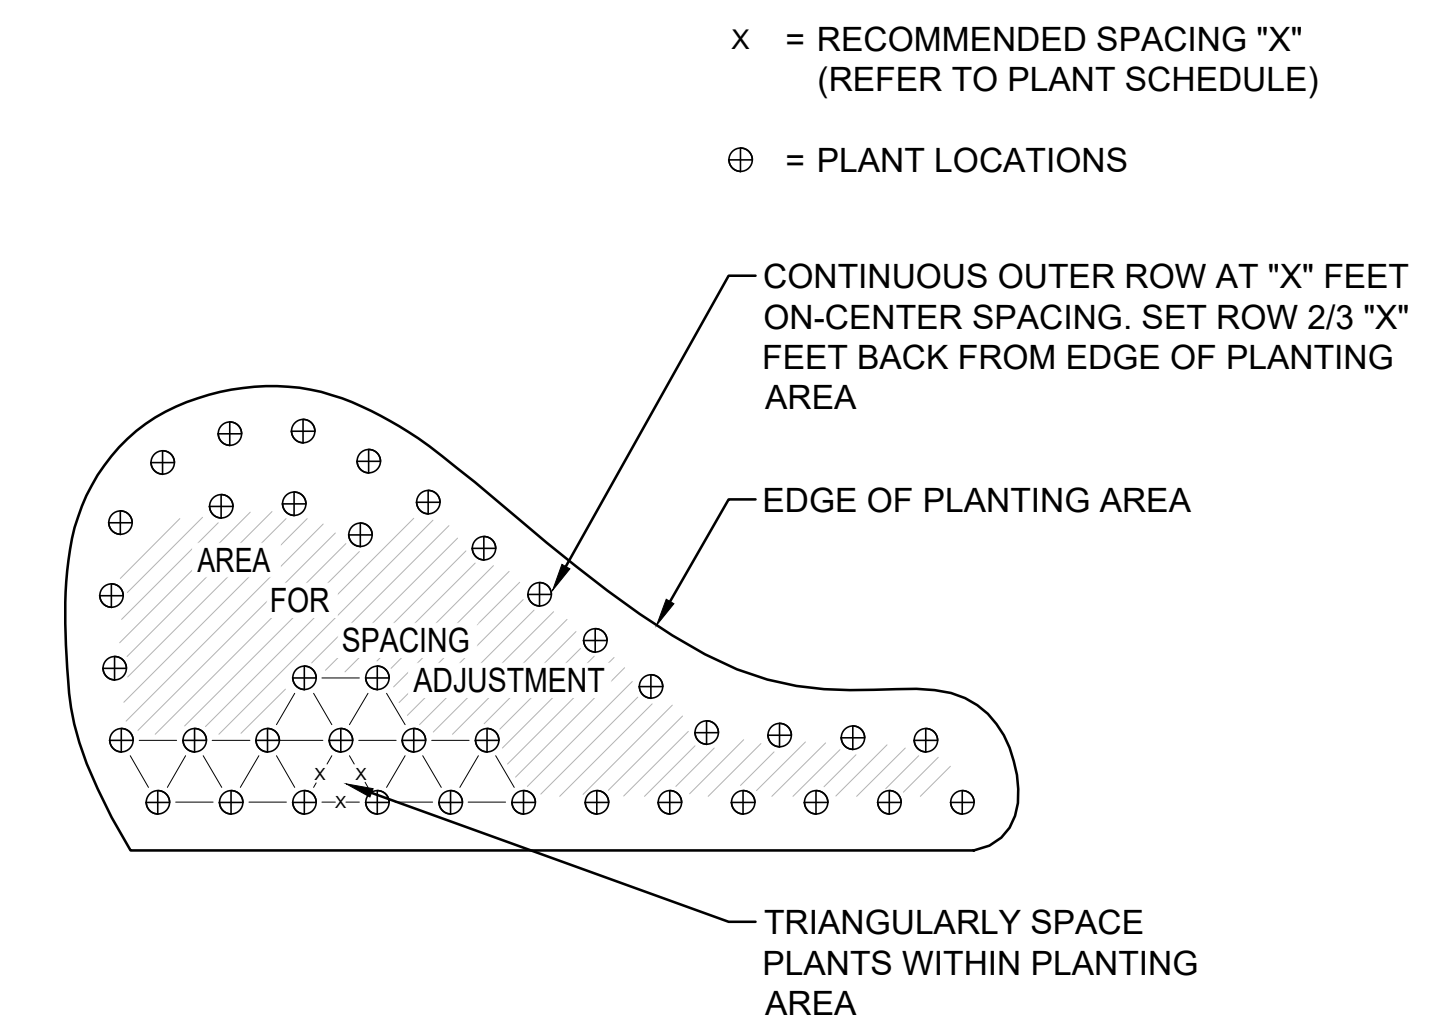 x = RECOMMENDED SPACING "X"
(REFER TO PLANT SCHEDULE)
⊕ = PLANT LOCATIONS
CONTINUOUS OUTER ROW AT "X" FEET
ON-CENTER SPACING. SET ROW 2/3 "X"
FEET BACK FROM EDGE OF PLANTING
AREA
EDGE OF PLANTING AREA
AREA
FOR
SPACING
ADJUSTMENT
x x
x
TRIANGULARLY SPACE
PLANTS WITHIN PLANTING
AREA